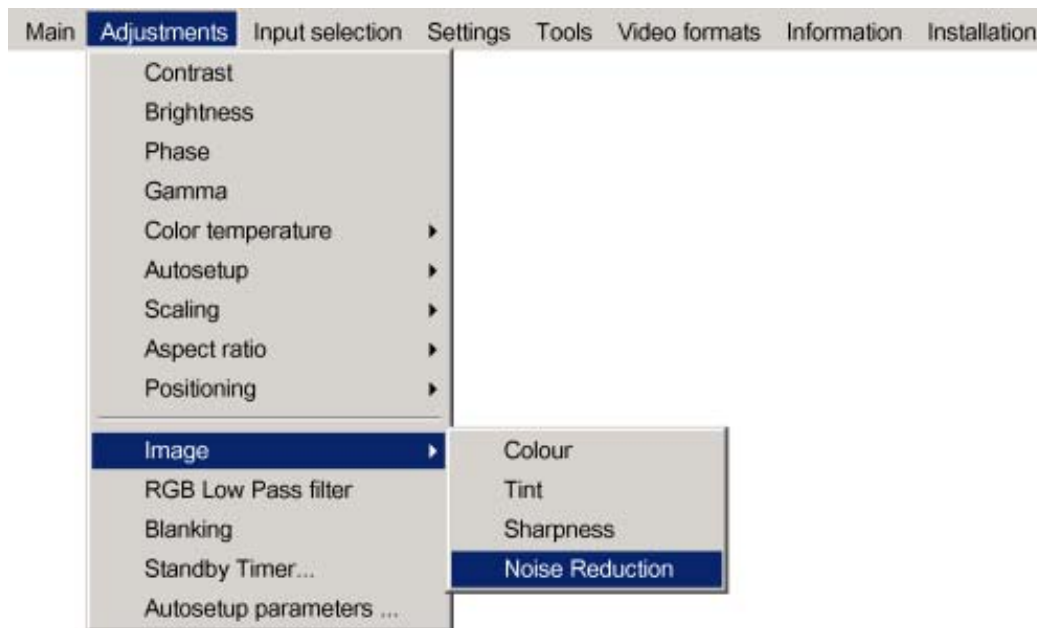 Main Adjustments Input selection Settings Tools Video formats Information Installation
Contrast
Brightness
Phase
Gamma
Color temperature
Autosetup
Scaling
Aspect ratio
Positioning
Image
Colour
RGB Low Pass filter
Tint
Blanking
Sharpness
Standby Timer...
Noise Reduction
Autosetup parameters ...